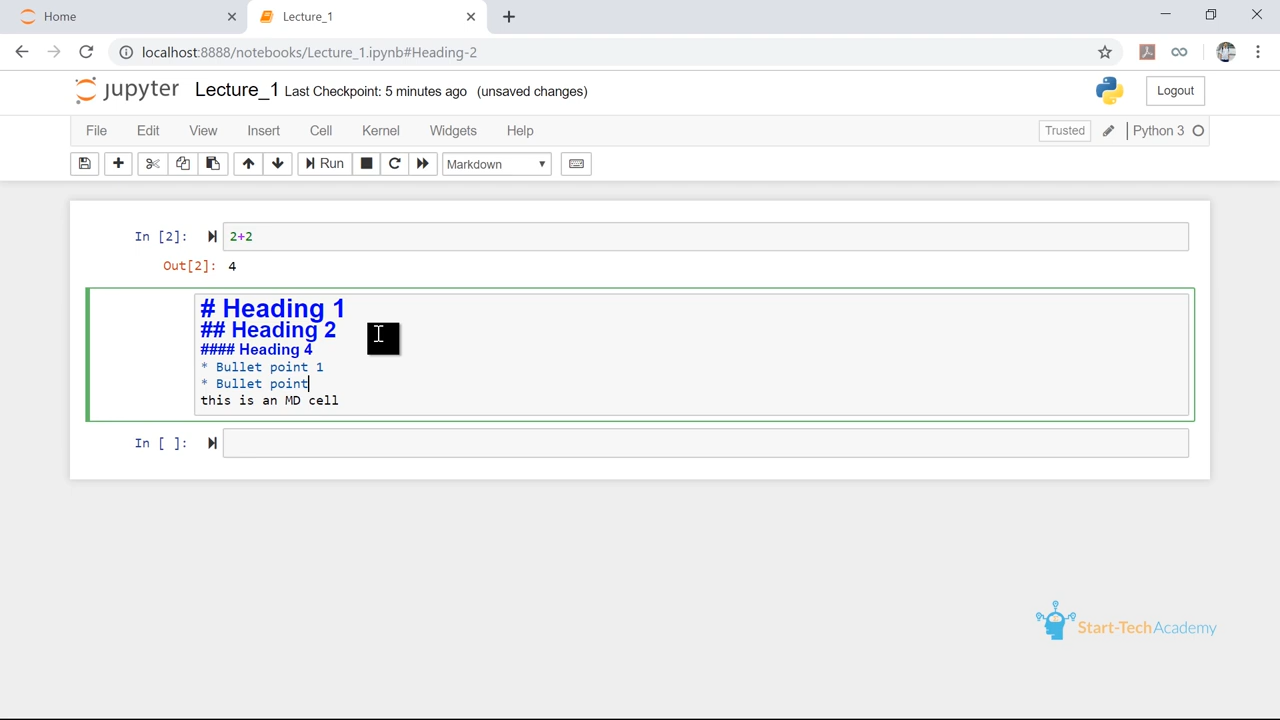 Home
Lecture_1
localhost:8888/notebooks/Lecture_1.ipynb#Heading-2
jupyter Lecture_1 Last Checkpoint: 5 minutes ago (unsaved changes)
Logout
File Edit View Insert Cell Kernel Widgets Help
Trusted
Python 3
Run
Markdown
In [2]: 2+2
Out[2]: 4
# Heading 1
## Heading 2
#### Heading 4
* Bullet point 1
* Bullet point
this is an MD cell
In [ ]:
Start-TechAcademy